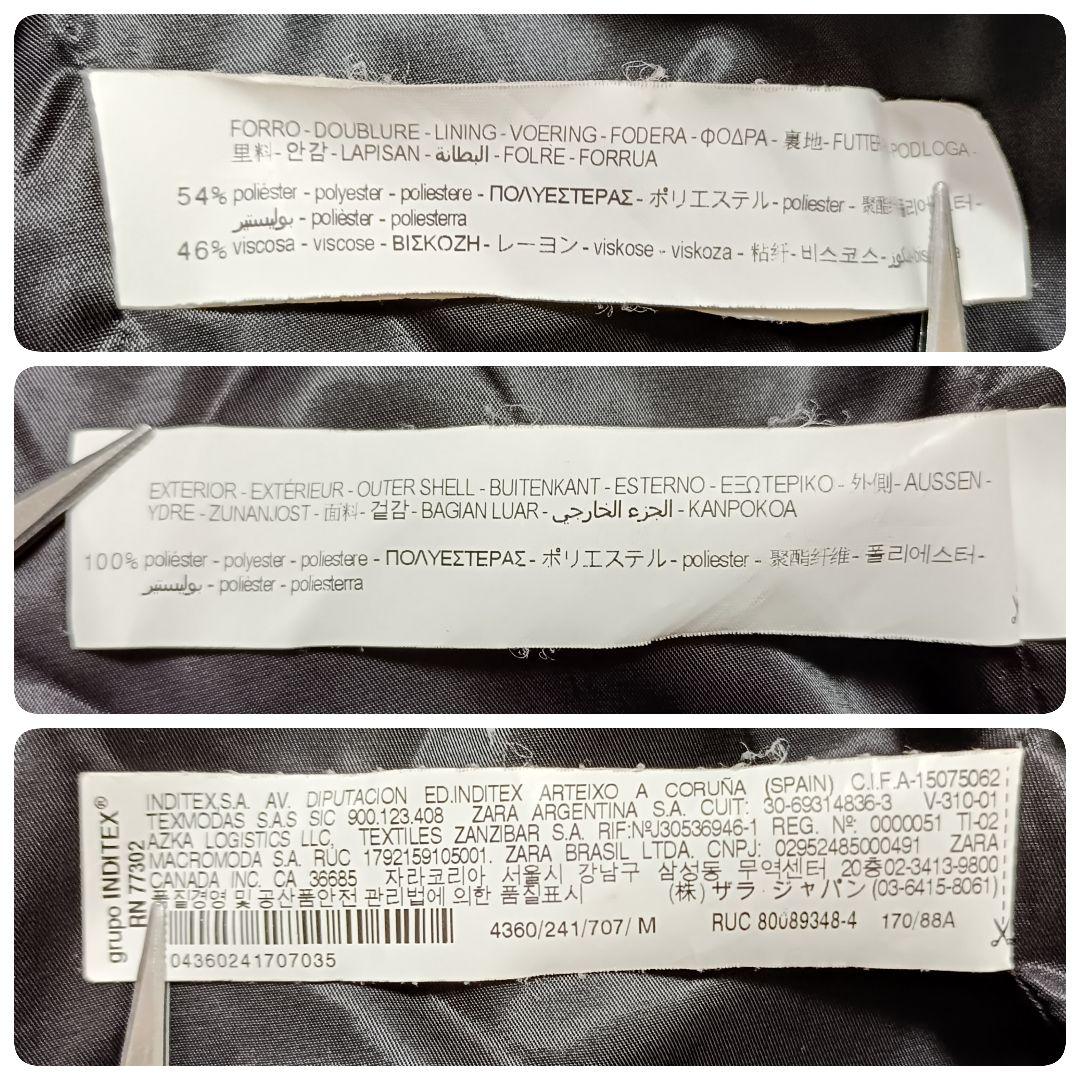 FORRO - DOUBLURE - LINING - VOERING - FODERA - ΦΟΔΡΑ - 裏地 - FUTTER PODLOGA -
里料 - 안감 - LAPISAN - البطانة - FOLRE - FORRUA
54% poliéster - polyester - poliestere - ΠΟΛΥΕΣΤΕΡΑΣ - ポリエステル - poliester -
بوليستير - polièster - poliesterra
46% viscosa - viscose - ΒΙΣΚΟΖΗ - レーヨン - viskose - viskoza - 粘纤 - 비스코스 -
EXTERIOR - EXTÉRIEUR - OUTER SHELL - BUITENKANT - ESTERNO - ΕΞΩΤΕΡΙΚΟ - 外側 - AUSSEN -
YDRE - ZUNANJOST - 面料 - 겉감 - BAGIAN LUAR - الجزء الخارجي - KANPOKOA
100% poliéster - polyester - poliestere - ΠΟΛΥΕΣΤΕΡΑΣ - ポリエステル - poliester - 聚酯纤维 - 폴리에스터 -
بوليستير - polièster - poliesterra
grupo INDITEX®
RN 77302
INDITEX,S.A. AV. DIPUTACION ED.INDITEX ARTEIXO A CORUÑA (SPAIN) C.I.F.A-15075062
TEXMODAS S.A.S SIC 900.123.408 ZARA ARGENTINA S.A. CUIT: 30-69314836-3 V-310-01
AZKA LOGISTICS LLC, TEXTILES ZANZIBAR S.A. RIF:NºJ30536946-1 REG. Nº: 0000051 TI-02
MACROMODA S.A. RUC 1792159105001. ZARA BRASIL LTDA. CNPJ: 02952485000491 ZARA
CANADA INC. CA 36685 자라코리아 서울시 강남구 삼성동 무역센터 20층02-3413-9800
품질경영 및 공산품안전 관리법에 의한 품질표시 (株) ザラ・ジャパン (03-6415-8061)
4360/241/707/ M RUC 80089348-4 170/88A
04360241707035